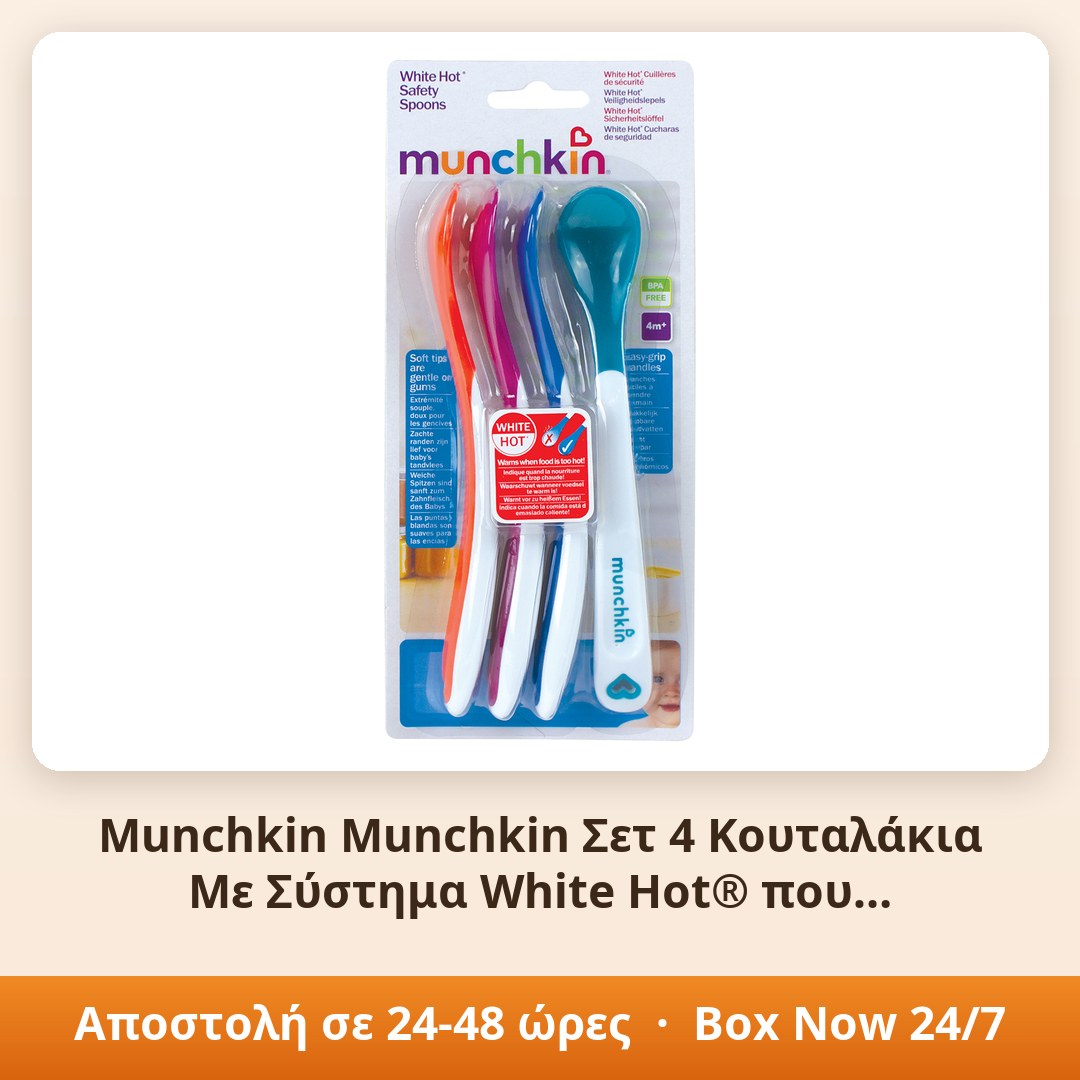 White Hot®
Safety
Spoons
White Hot® Cuillères
de sécurité
White Hot®
Veiligheidslepels
White Hot®
Sicherheitslöffel
White Hot® Cucharas
de seguridad
munchkin®
BPA
FREE
4m+
Soft tips
are
gentle on
gums
Extrémité
souple,
doux pour
les gencives
Zachte
randen zijn
lief voor
baby's
tandvlees
Weiche
Spitzen sind
sanft zum
Zahnfleisch
des Babys
Las puntas
blandas son
suaves para
las encías
WHITE
HOT
Warns when food is too hot!
Indique quand la nourriture
est trop chaude!
Waarschuwt wanneer voedsel
te warm is!
Warnt vor zu heißem Essen!
Indica cuando la comida está d
emasiado caliente!
munchkin
Munchkin Munchkin Σετ 4 Κουταλάκια
Με Σύστημα White Hot® που...
Αποστολή σε 24-48 ώρες · Box Now 24/7